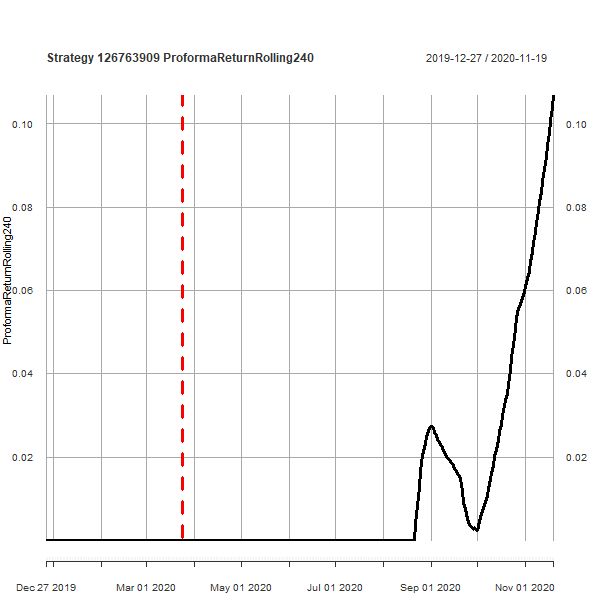 Strategy 126763909 ProformaReturnRolling240
2019-12-27 / 2020-11-19
ProformaReturnRolling240
0.10
0.08
0.06
0.04
0.02
0.10
0.08
0.06
0.04
0.02
Dec 27 2019
Mar 01 2020
May 01 2020
Jul 01 2020
Sep 01 2020
Nov 01 2020